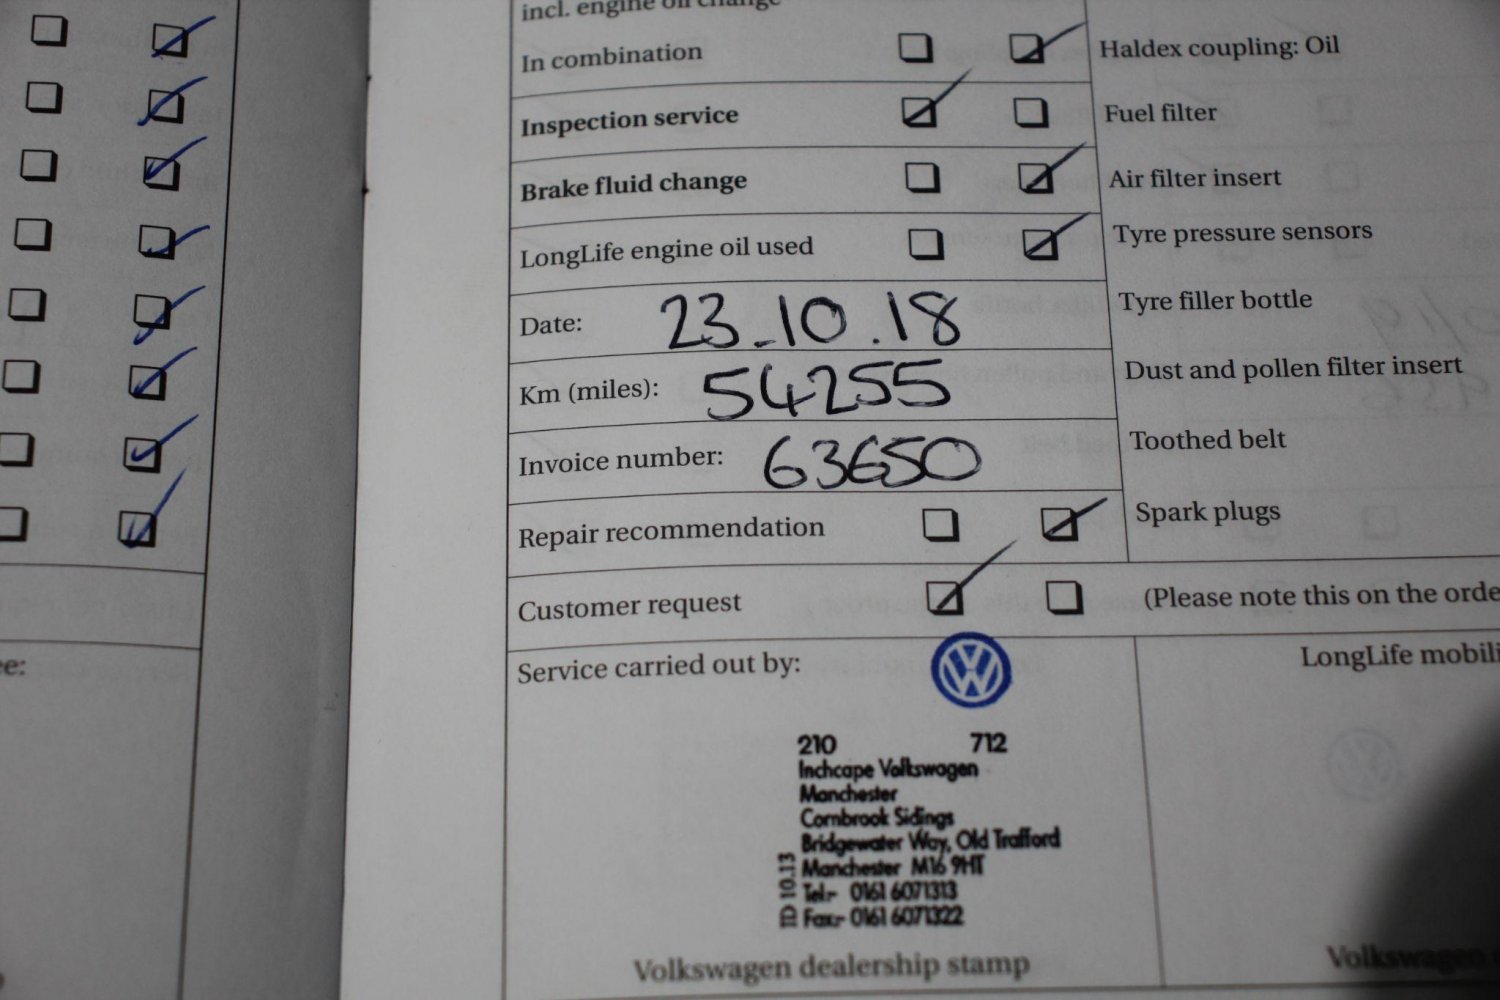 incl. engine oil change
In combination
Haldex coupling: Oil
Inspection service
Fuel filter
Brake fluid change
Air filter insert
LongLife engine oil used
Tyre pressure sensors
Date: 23.10.18
Tyre filler bottle
Km (miles): 54255
Dust and pollen filter insert
Invoice number: 63650
Toothed belt
Repair recommendation
Spark plugs
Customer request
(Please note this on the orde
ee:
Service carried out by:
LongLife mobili
210 712
Inchcape Volkswagen
Manchester
Cornbrook Sidings
Bridgewater Way, Old Trafford
Manchester M16 9HT
Tel:- 0161 6071313
Fax:- 0161 6071322
ID 10.13
Volkswagen dealership stamp
Volkswagen